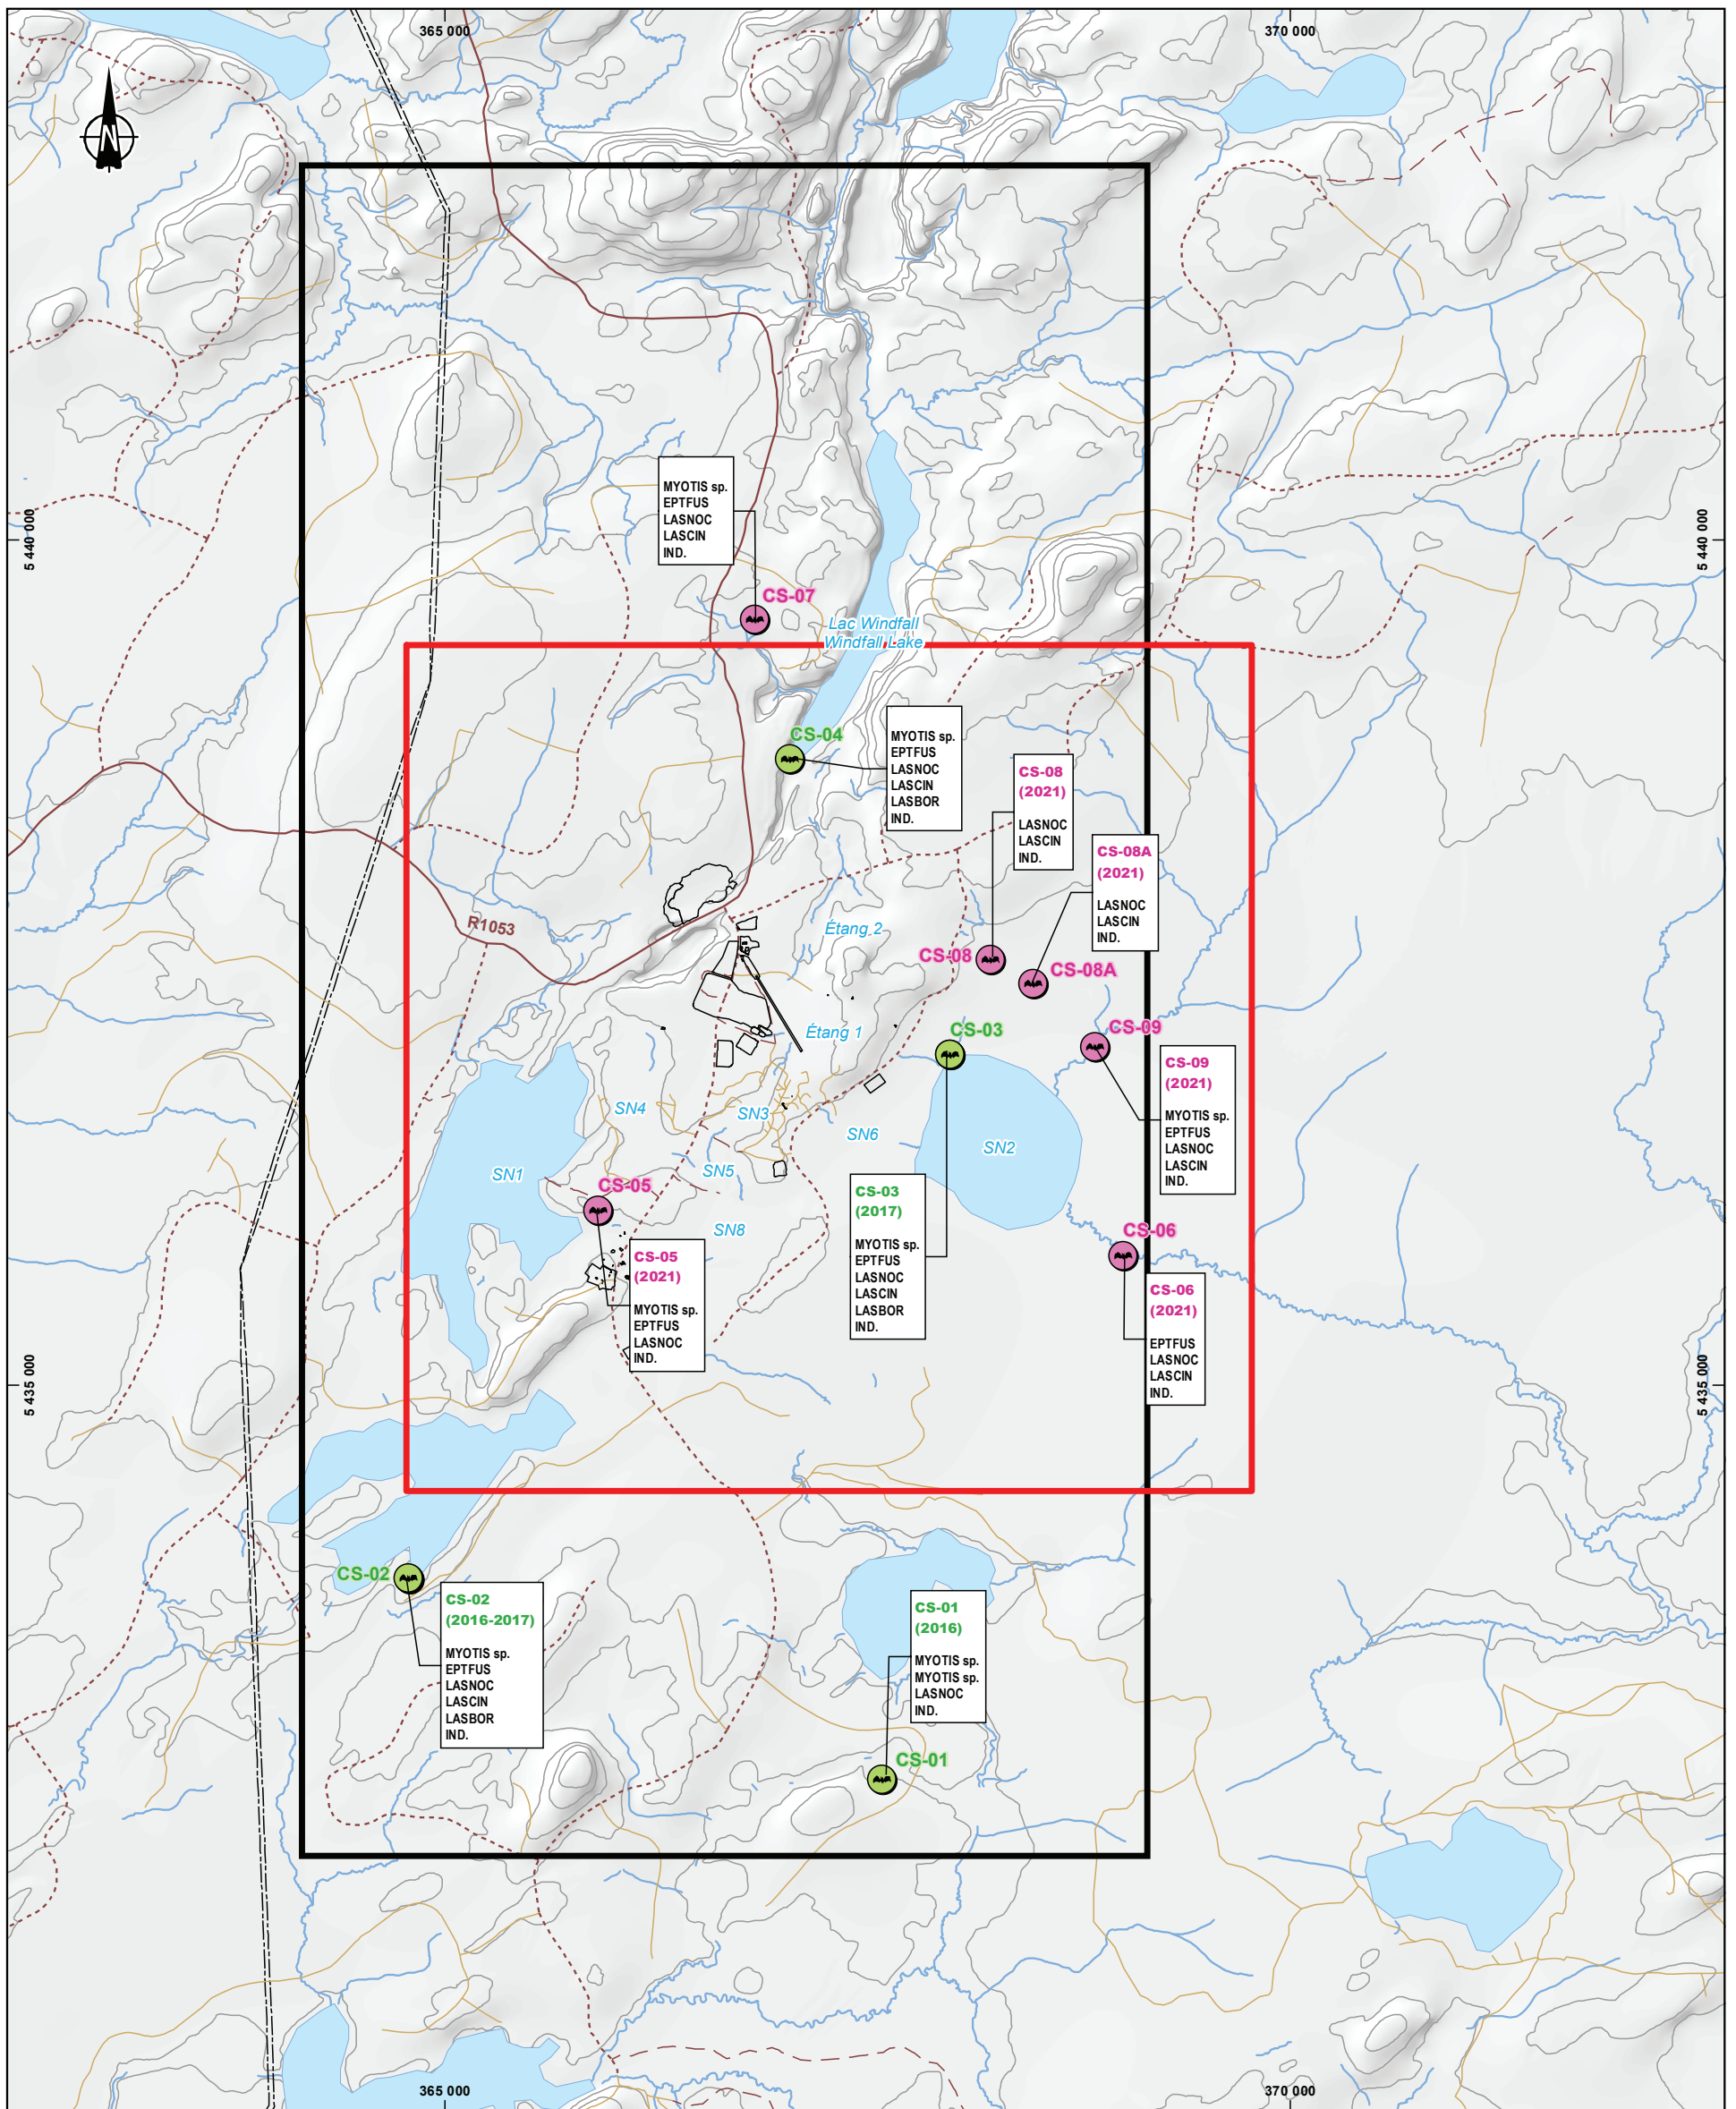 365 000
370 000
N
5 440 000
5 440 000
MYOTIS sp.
EPTFUS
LASNOC
LASCIN
IND.
CS-07
Lac Windfall
Windfall Lake
CS-04
MYOTIS sp.
EPTFUS
LASNOC
LASCIN
LASBOR
IND.
CS-08
(2021)
LASNOC
LASCIN
IND.
CS-08A
(2021)
LASNOC
LASCIN
IND.
R1053
Étang 2
CS-08
CS-08A
Étang 1
CS-03
CS-09
CS-09
(2021)
MYOTIS sp.
EPTFUS
LASNOC
LASCIN
IND.
SN4
SN3
SN6
SN2
SN1
SN5
CS-05
SN8
CS-03
(2017)
MYOTIS sp.
EPTFUS
LASNOC
LASCIN
LASBOR
IND.
CS-05
(2021)
MYOTIS sp.
EPTFUS
LASNOC
IND.
CS-06
CS-06
(2021)
EPTFUS
LASNOC
LASCIN
IND.
5 435 000
5 435 000
CS-02
CS-02
(2016-2017)
MYOTIS sp.
EPTFUS
LASNOC
LASCIN
LASBOR
IND.
CS-01
(2016)
MYOTIS sp.
MYOTIS sp.
LASNOC
IND.
CS-01
365 000
370 000